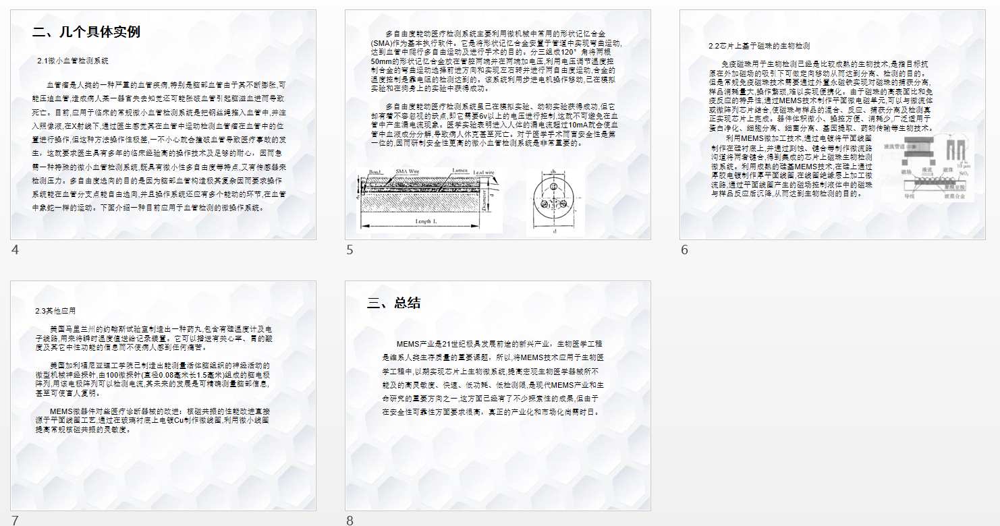 二、几个具体实例
2.1微小血管检测系统
血管瘤是人类的一种严重的血管疾病,特别是脑部血管由于其不断膨胀,可
能压迫血管,造成病人某一器官失去知觉还可能胀破血管引起脑溢血进而导致
死亡。目前,应用于临床的常规微小血管检测系统是把钢丝绳推入血管中,并注
入照像液,在X射线下,通过医生感觉其在血管中运动检测血管瘤在血管中的位
置进行操作,但这种方法操作性极差,一不小心就会撞破血管导致医疗事故的发
生，这就要求医生具有多年的临床经验高的操作技术及足够的耐心，因而急
需一种特殊的微小血管检测系统,既具有微小性多自由度等特点,又有传感器来
检测压力。多自由度选向的目的是因为脑部血管构造极其复杂因而要求操作
系统能在血管分支点能自由选向,并且操作系统还应有多个能动的环节,在血管
中象蛇一样的运动。下面介绍一种目前应用于血管检测的微操作系统。
4
多自由度能动医疗检测系统主要利用微机械中常用的形状记忆合金
(SMA)作为基本执行软件。它是将形状记忆合金安置于管道中实现弯曲运动,
达到血管中爬行多自由运动及进行手术的目的。分三组成120°角将两根
50mm的形状记忆合金放在管腔两端并在两端加电压,利用电压调节温度控
制合金的弯曲运动选择前进方向和实现左右转并进行两自由度运动,合金的
温度控制是靠电阻的检测达到的。该系统利用步进电机操作移动,已在模拟
实验和在狗身上的实验中获得成功。
多自由度能动医疗检测系统虽已在模拟实验、动物实验获得成功,但它
却有着不容忽视的缺点,即它需要6v以上的电压进行控制,这就不可避免在血
管中产生漏电流现象。医学实验表明进入人体的漏电流超过10mA就会使血
管中血液成分分解,导致病人休克甚至死亡。对于医学手术而言安全性是第
一位的,因而研制安全性更高的微小血管检测系统是非常重要的。
Bond SMA Wire Lumen Lead wire
Diameter
d
Length L
d
5
2.2芯片上基于磁珠的生物检测
免疫磁珠用于生物检测已经是比较成熟的生物技术,是指目标抗
原在外加磁场的吸引下可做定向移动从而达到分离、检测的目的。
但是常规免疫磁珠技术需要通过外置永磁铁实现对磁珠的捕获分离,
样品消耗量大,操作繁琐,难以实现便携化。由于磁珠的高表面比和免
疫反应的特异性,通过MEMS技术制作平面微电磁单元,可以与微流体
或微阵列芯片结合,使磁珠与样品的混合、反应、捕获分离及检测真
正实现芯片上完成。器件体积微小、操控方便、消耗少,广泛适用于
蛋白净化、细胞分离、细菌分离、基因提取、药物传输等生物技术。
利用MEMS微加工技术,通过电镀将平面线圈
制作在硅衬底上,并通过刻蚀、键合等制作微流路
沟道将两者键合,得到集成的芯片上磁珠生物检测
微系统。利用成熟的硅基MEMS技术,在硅上通过
厚胶电镀制作厚平面线圈,在线圈绝缘层上加工微
流路,通过平面线圈产生的磁场控制液体中的磁珠
与样品反应后沉降,从而达到生物检测的目的。
液流管道
10 μm
磁场 液流 磁珠 SiO₂
聚酰亚胺
导线 坡莫合金
6
2.3其他应用
美国马里兰州的约翰斯试验室制造出一种药丸,包含有硅温度计及电
子线路,用来将瞬时温度值送给记录装置。它可以播送有关心率、胃的酸
度及其它中性功能的信息而不使病人感到任何痛苦。
美国加利福尼亚理工学院已制造出能测量活体脑组织的神经活动的
微型机械神经探针,由100微探针(直径0.08毫米长1.5毫米)组成的脑电极
阵列,用该电极阵列可以检测电流,其未来的发展是可精确测量脑部信息,
甚至可使盲人复明。
MEMS微器件对些医疗诊断器械的改进：核磁共振的性能改进直接
源于平面线圈工艺,通过在玻璃衬底上电镀Cu制作微线圈,利用微小线圈
提高常规核磁共振的灵敏度。
7
三、总结
MEMS产业是21世纪极具发展前途的新兴产业，生物医学工程
是维系人类生存质量的重要课题，所以,将MEMS技术应用于生物医
学工程中,以期实现芯片上生物微系统,提高宏观生物医学器械所不
能及的高灵敏度、快速、低功耗、低检测限,是现代MEMS产业和生
命研究的重要方向之一,这方面已经有了不少探索性的成果,但由于
在安全性可靠性方面要求很高，真正的产业化和市场化尚需时日。
8